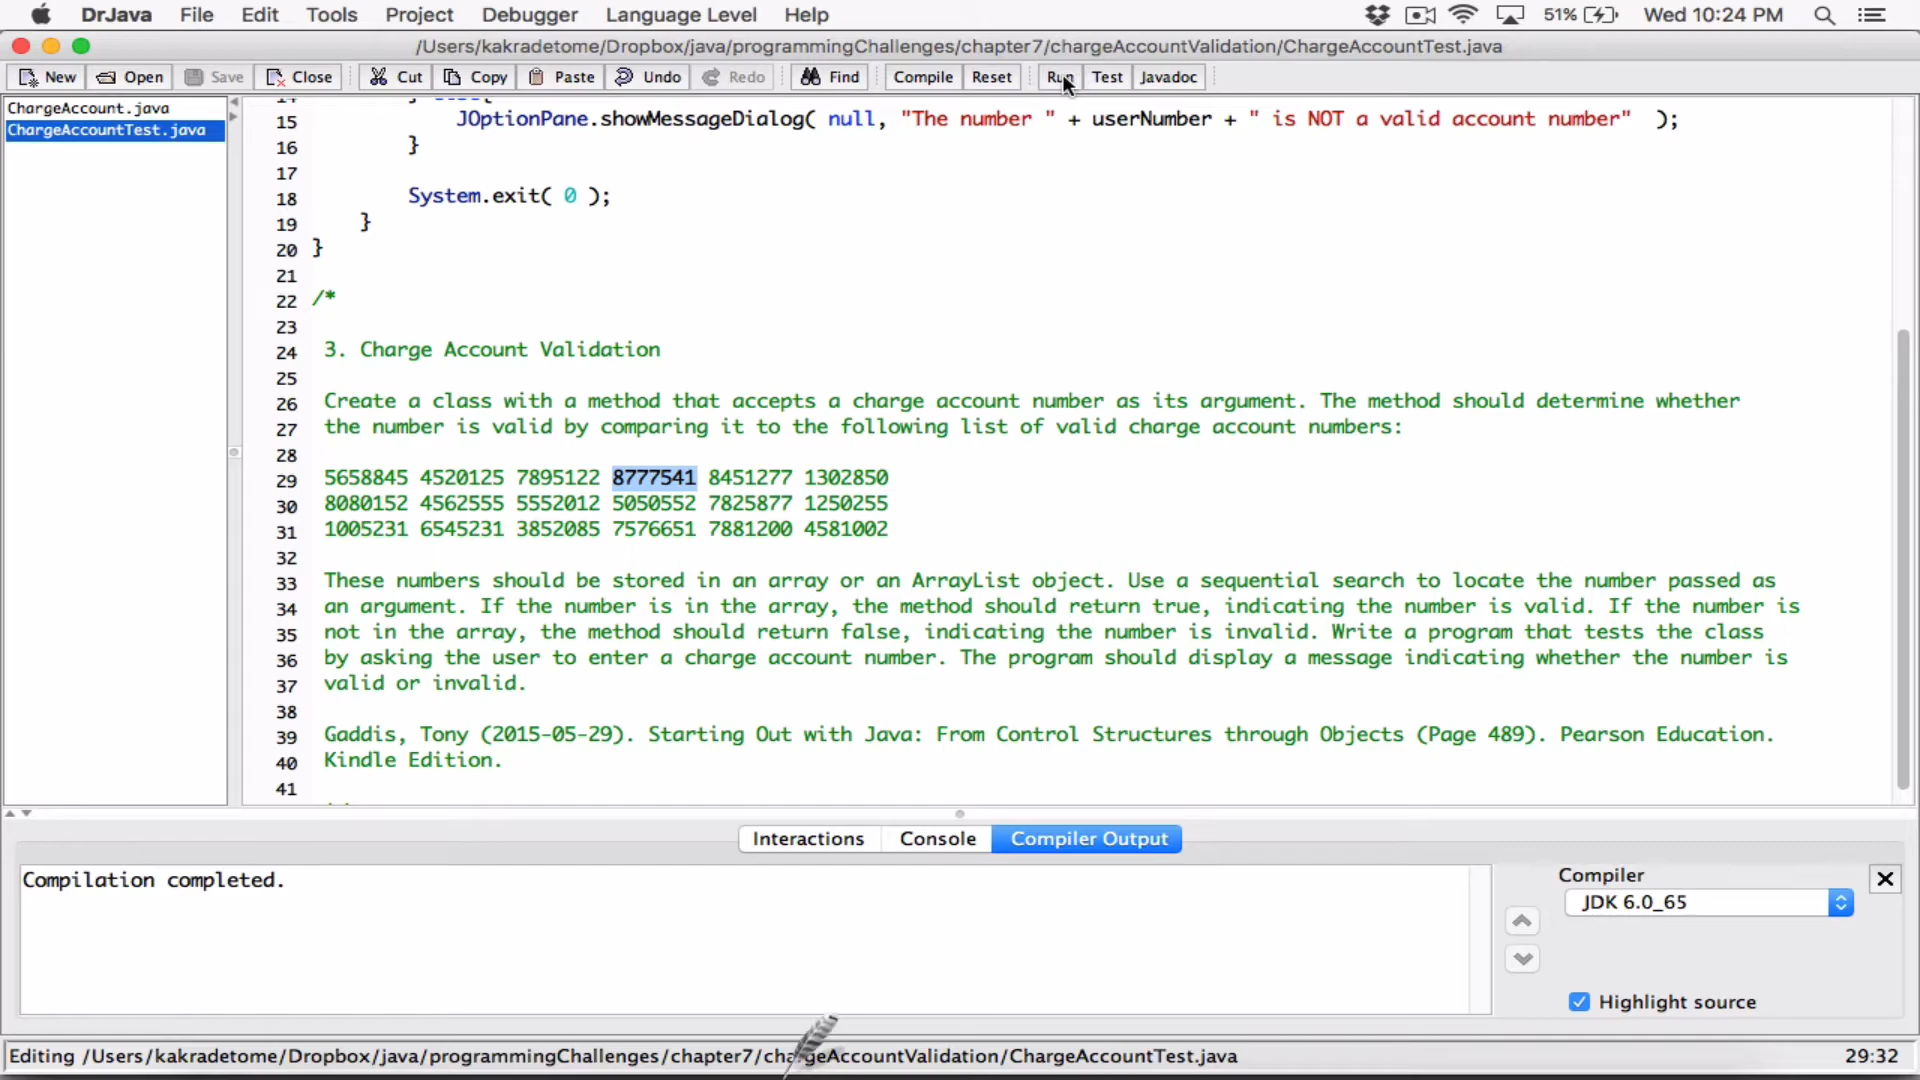 DrJava File Edit Tools Project Debugger Language Level Help 51% Wed 10:24 PM
/Users/kakradetome/Dropbox/java/programmingChallenges/chapter7/chargeAccountValidation/ChargeAccountTest.java
New Open Save Close Cut Copy Paste Undo Redo Find Compile Reset Run Test Javadoc
ChargeAccount.java
ChargeAccountTest.java
15 JOptionPane.showMessageDialog( null, "The number " + userNumber + " is NOT a valid account number" );
16 }
17
18 System.exit( 0 );
19 }
20 }
21
22 /*
23
24 3. Charge Account Validation
25
26 Create a class with a method that accepts a charge account number as its argument. The method should determine whether
27 the number is valid by comparing it to the following list of valid charge account numbers:
28
29 5658845 4520125 7895122 8777541 8451277 1302850
30 8080152 4562555 5552012 5050552 7825877 1250255
31 1005231 6545231 3852085 7576651 7881200 4581002
32
33 These numbers should be stored in an array or an ArrayList object. Use a sequential search to locate the number passed as
34 an argument. If the number is in the array, the method should return true, indicating the number is valid. If the number is
35 not in the array, the method should return false, indicating the number is invalid. Write a program that tests the class
36 by asking the user to enter a charge account number. The program should display a message indicating whether the number is
37 valid or invalid.
38
39 Gaddis, Tony (2015-05-29). Starting Out with Java: From Control Structures through Objects (Page 489). Pearson Education.
40 Kindle Edition.
41
Interactions Console Compiler Output
Compilation completed.
Compiler
JDK 6.0_65
Highlight source
Editing /Users/kakradetome/Dropbox/java/programmingChallenges/chapter7/chargeAccountValidation/ChargeAccountTest.java 29:32